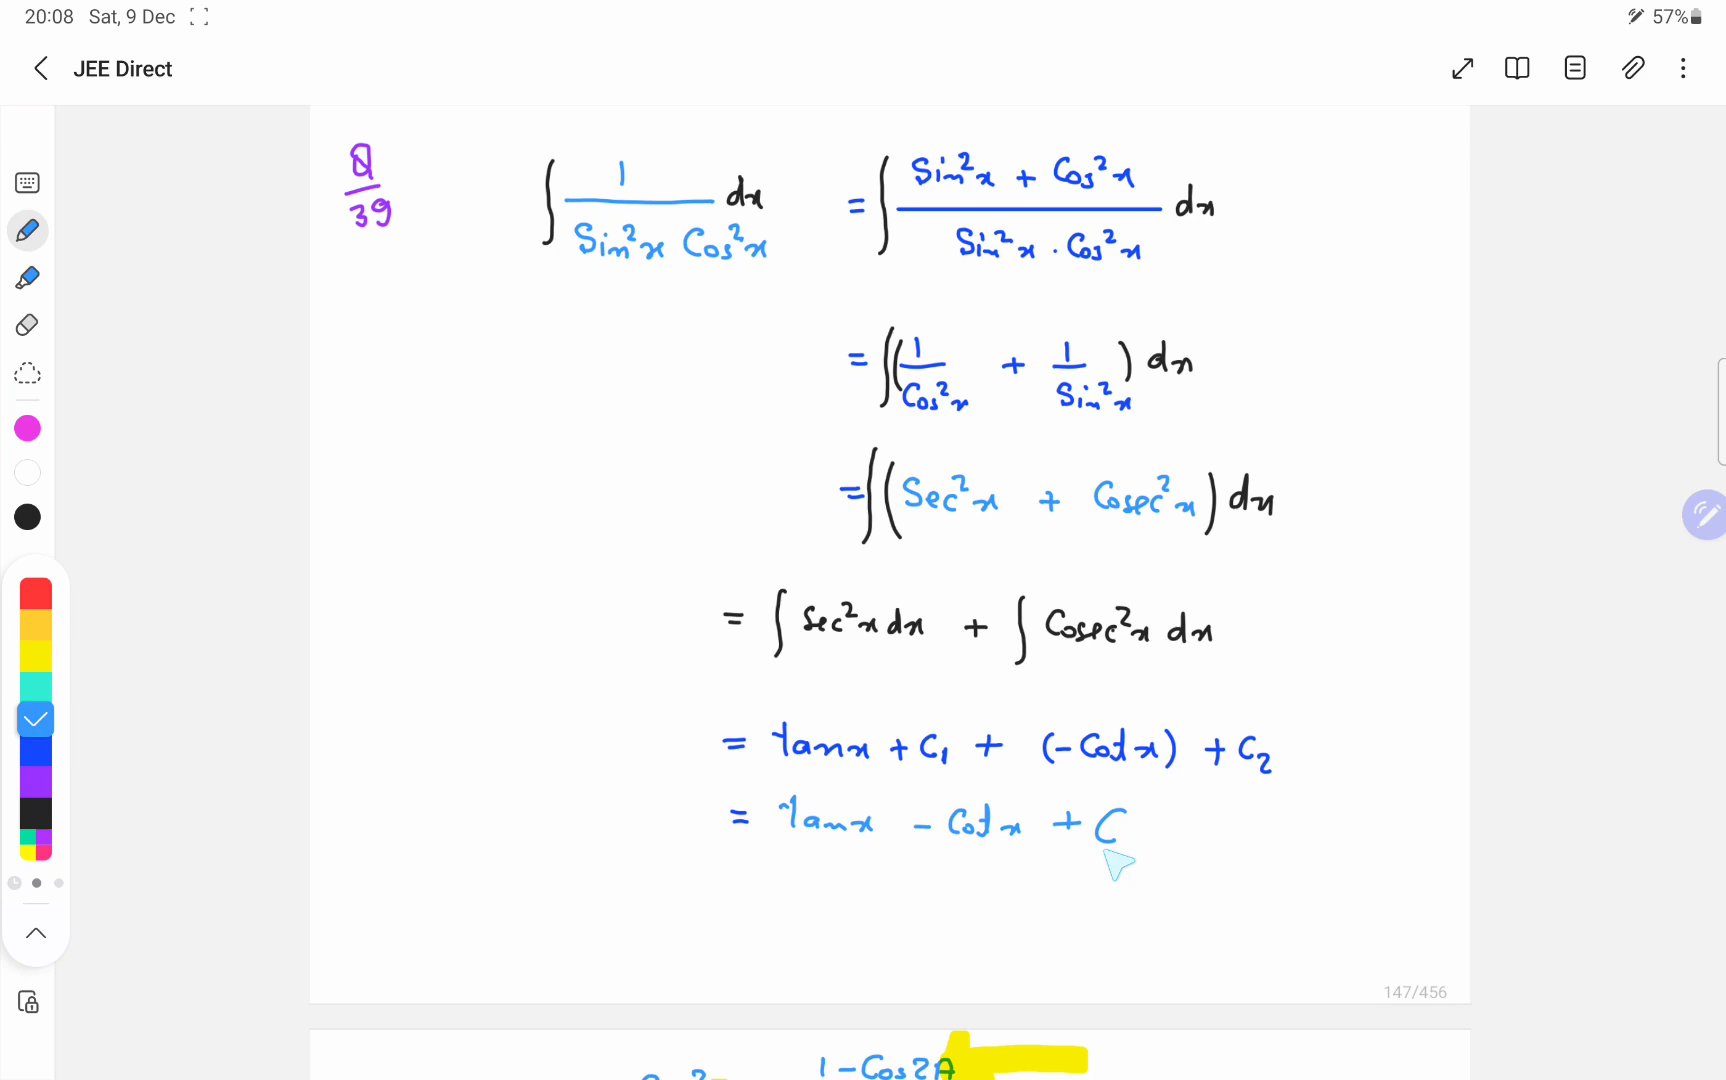 20:08 Sat, 9 Dec 57%
JEE Direct
Q/39 ∫ 1/(Sin²x Cos²x) dx = ∫ (Sin²x + Cos²x)/(Sin²x · Cos²x) dx
= ∫(1/Cos²x + 1/Sin²x) dx
= ∫(Sec²x + Cosec²x) dx
= ∫ Sec²x dx + ∫ Cosec²x dx
= tanx + C₁ + (-Cotx) + C₂
= tanx - Cotx + C
147/456
1 - Cos2A